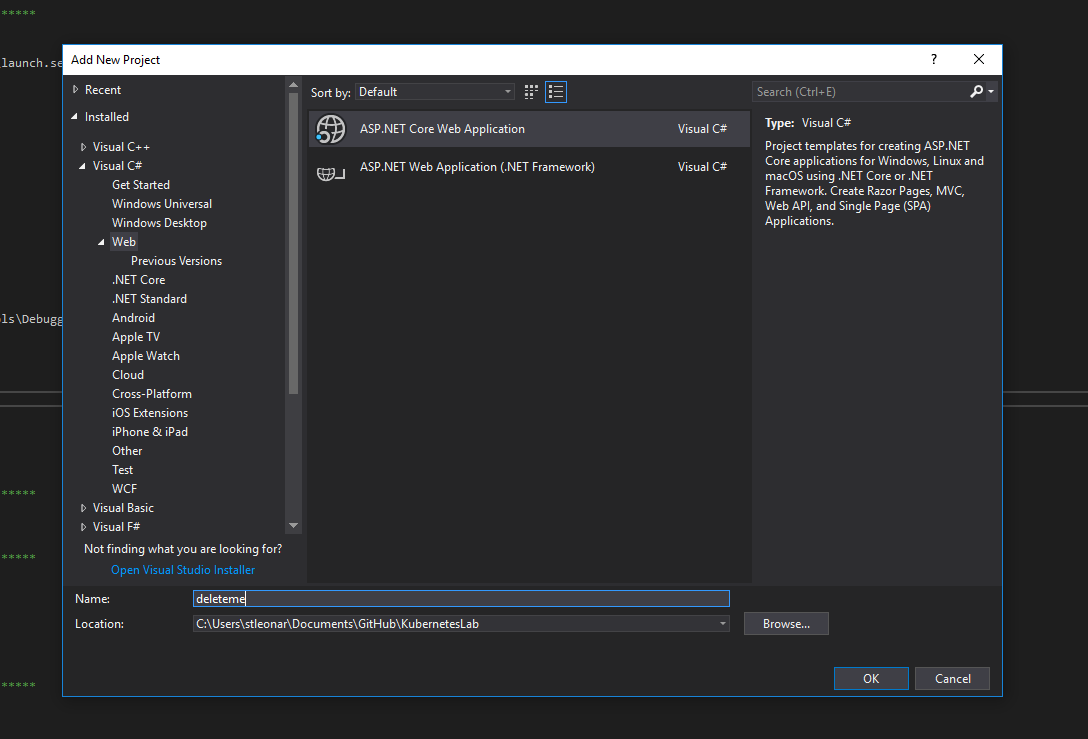 *****
launch.se
ls\Debugg
*****
*****
*****
Add New Project
?
Recent
Installed
Visual C++
Visual C#
Get Started
Windows Universal
Windows Desktop
Web
Previous Versions
.NET Core
.NET Standard
Android
Apple TV
Apple Watch
Cloud
Cross-Platform
iOS Extensions
iPhone & iPad
Other
Test
WCF
Visual Basic
Visual F#
Not finding what you are looking for?
Open Visual Studio Installer
Sort by: Default
ASP.NET Core Web Application Visual C#
ASP.NET Web Application (.NET Framework) Visual C#
Search (Ctrl+E)
Type: Visual C#
Project templates for creating ASP.NET
Core applications for Windows, Linux and
macOS using .NET Core or .NET
Framework. Create Razor Pages, MVC,
Web API, and Single Page (SPA)
Applications.
Name: deleteme
Location: C:\Users\stleonar\Documents\GitHub\KubernetesLab
Browse...
OK Cancel